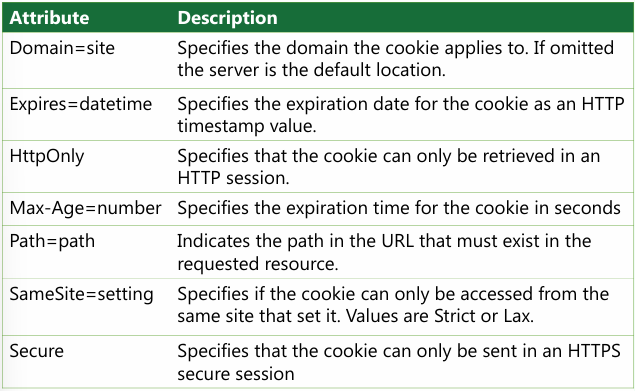 Attribute Description
Domain=site Specifies the domain the cookie applies to. If omitted
the server is the default location.
Expires=datetime Specifies the expiration date for the cookie as an HTTP
timestamp value.
HttpOnly Specifies that the cookie can only be retrieved in an
HTTP session.
Max-Age=number Specifies the expiration time for the cookie in seconds
Path=path Indicates the path in the URL that must exist in the
requested resource.
SameSite=setting Specifies if the cookie can only be accessed from the
same site that set it. Values are Strict or Lax.
Secure Specifies that the cookie can only be sent in an HTTPS
secure session